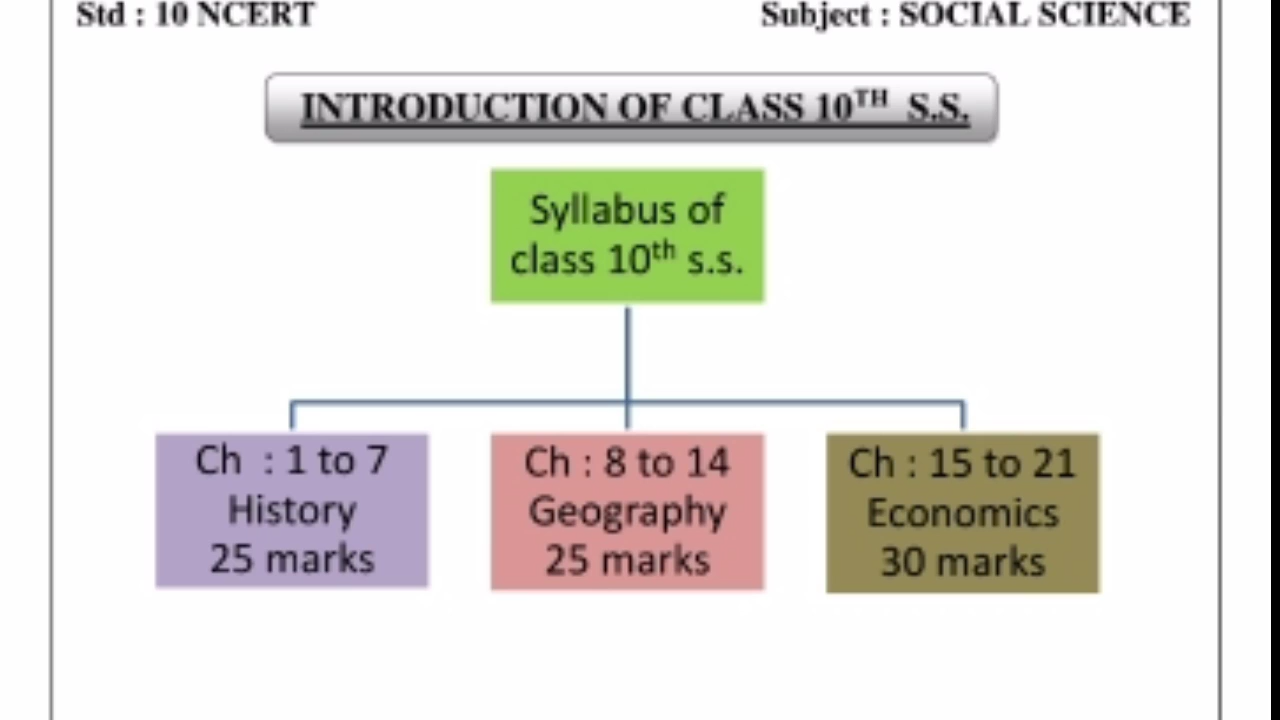 Std : 10 NCERT Subject : SOCIAL SCIENCE
INTRODUCTION OF CLASS 10TH S.S.
Syllabus of
class 10th s.s.
Ch : 1 to 7
History
25 marks
Ch : 8 to 14
Geography
25 marks
Ch : 15 to 21
Economics
30 marks